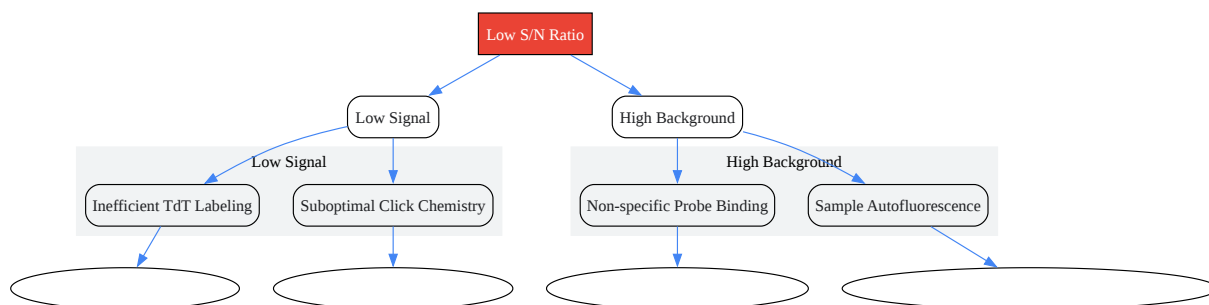 Low S/N Ratio
Low Signal
High Background
Low Signal
High Background
Inefficient TdT Labeling
Suboptimal Click Chemistry
Non-specific Probe Binding
Sample Autofluorescence